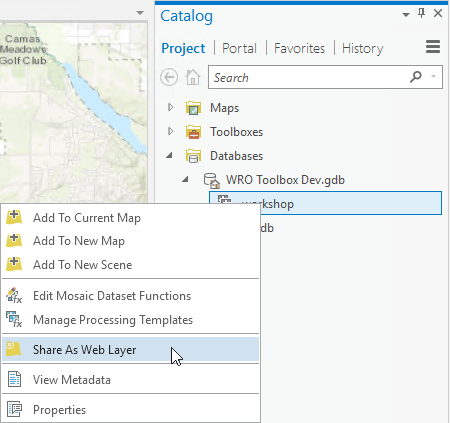 Camas
Meadows
Golf Club
Catalog
Project
Portal
Favorites
History
Search
Maps
Toolboxes
Databases
WRO Toolbox Dev.gdb
workshop
Add To Current Map
Add To New Map
Add To New Scene
Edit Mosaic Dataset Functions
Manage Processing Templates
Share As Web Layer
View Metadata
Properties